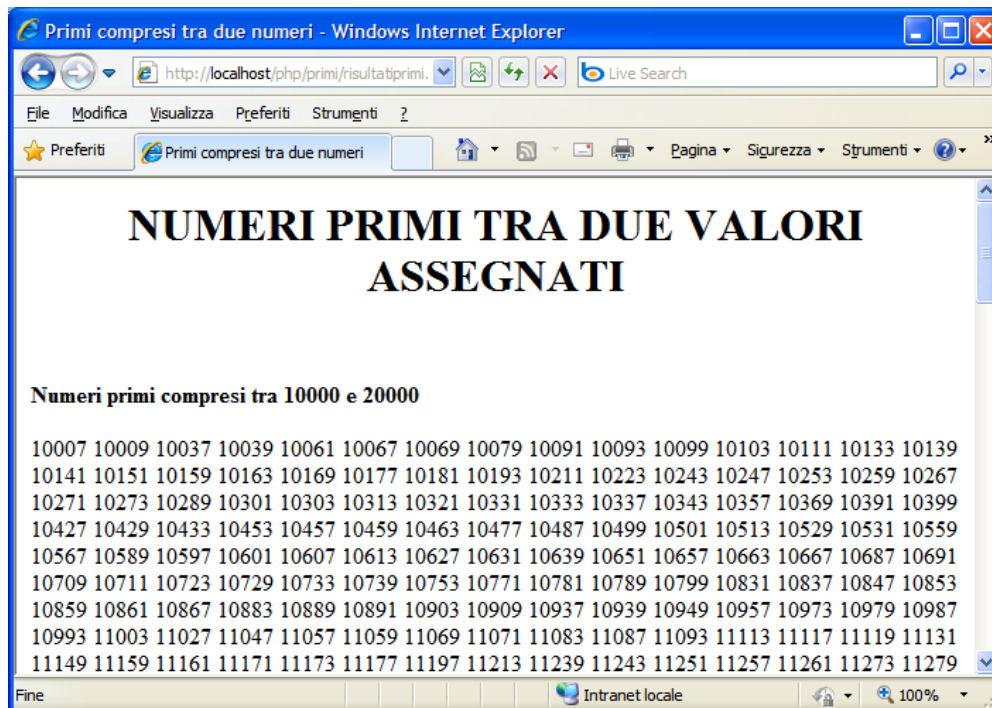 Primi compresi tra due numeri - Windows Internet Explorer
http://localhost/php/primi/risultatiprimi.
Live Search
File Modifica Visualizza Preferiti Strumenti ?
Preferiti Primi compresi tra due numeri Pagina Sicurezza Strumenti »
NUMERI PRIMI TRA DUE VALORI
ASSEGNATI
Numeri primi compresi tra 10000 e 20000
10007 10009 10037 10039 10061 10067 10069 10079 10091 10093 10099 10103 10111 10133 10139
10141 10151 10159 10163 10169 10177 10181 10193 10211 10223 10243 10247 10253 10259 10267
10271 10273 10289 10301 10303 10313 10321 10331 10333 10337 10343 10357 10369 10391 10399
10427 10429 10433 10453 10457 10459 10463 10477 10487 10499 10501 10513 10529 10531 10559
10567 10589 10597 10601 10607 10613 10627 10631 10639 10651 10657 10663 10667 10687 10691
10709 10711 10723 10729 10733 10739 10753 10771 10781 10789 10799 10831 10837 10847 10853
10859 10861 10867 10883 10889 10891 10903 10909 10937 10939 10949 10957 10973 10979 10987
10993 11003 11027 11047 11057 11059 11069 11071 11083 11087 11093 11113 11117 11119 11131
11149 11159 11161 11171 11173 11177 11197 11213 11239 11243 11251 11257 11261 11273 11279
Fine Intranet locale 100%